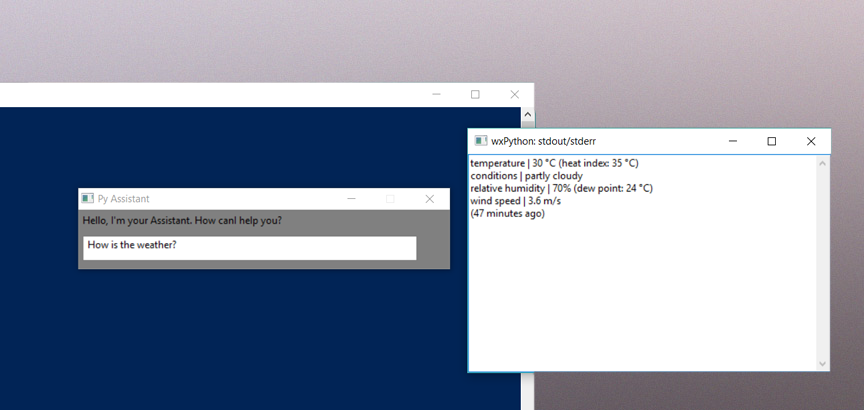 Py Assistant
Hello, I'm your Assistant. How canI help you?
How is the weather?
wxPython: stdout/stderr
temperature | 30 °C (heat index: 35 °C)
conditions | partly cloudy
relative humidity | 70% (dew point: 24 °C)
wind speed | 3.6 m/s
(47 minutes ago)